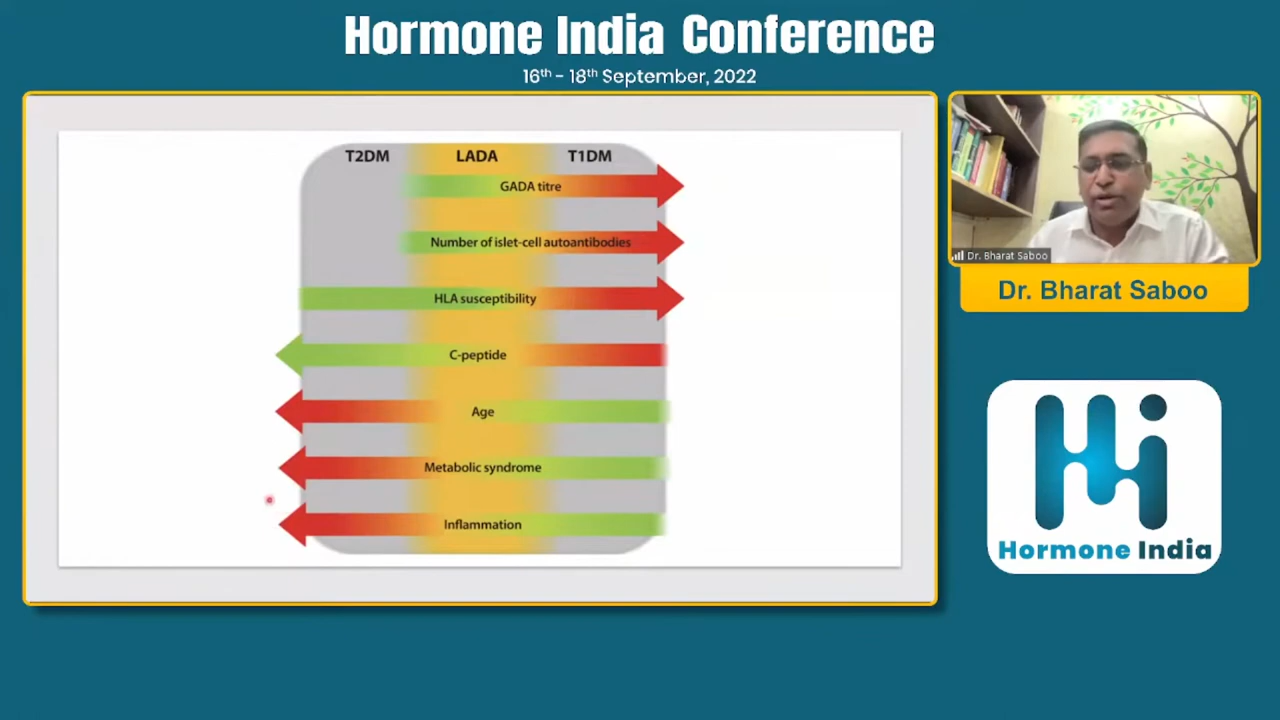 Hormone India Conference
16th - 18th September, 2022
T2DM LADA T1DM
GADA titre
Number of islet-cell autoantibodies
HLA susceptibility
C-peptide
Age
Metabolic syndrome
Inflammation
Dr. Bharat Saboo
Dr. Bharat Saboo
Hi
Hormone India